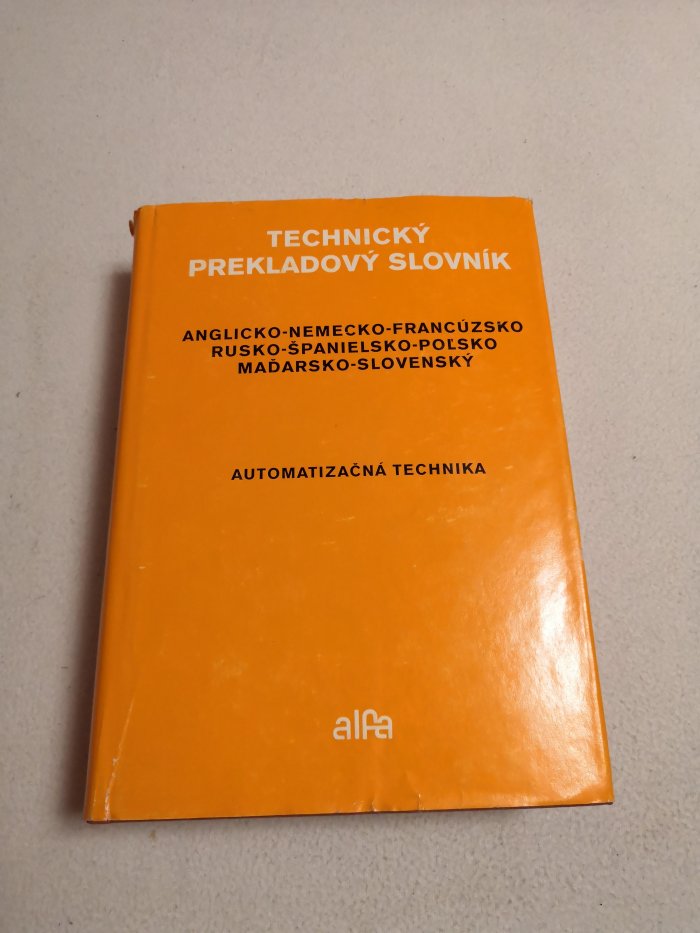 TECHNICKÝ
PREKLADOVÝ SLOVNÍK
ANGLICKO-NEMECKO-FRANCÚZSKO
RUSKO-ŠPANIELSKO-POĽSKO
MAĎARSKO-SLOVENSKÝ
AUTOMATIZAČNÁ TECHNIKA
alfa